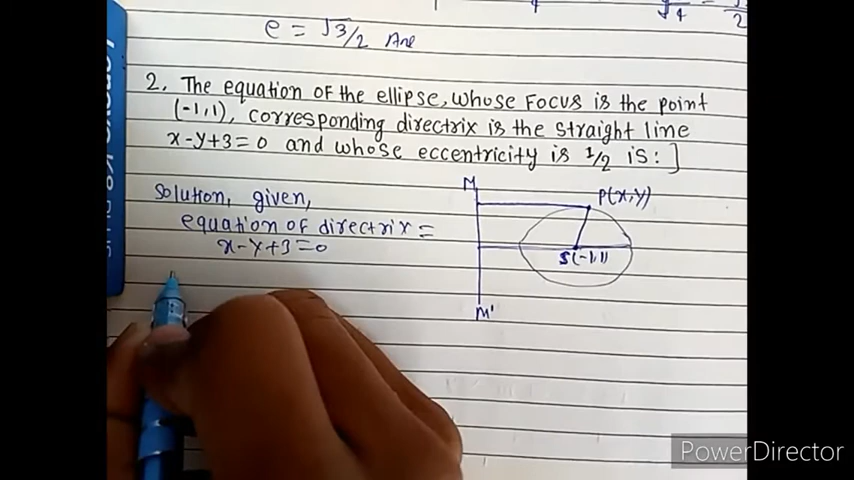 e = √3/2 Ans
√4
2
2. The equation of the ellipse, whose Focus is the point
(-1,1), corresponding directrix is the straight line
x-y+3=0 and whose eccentricity is 1/2 is: ]
Solution, given,
equation of directrix =
x-y+3=0
M
P(x,y)
S(-1,1)
M'
PowerDirector